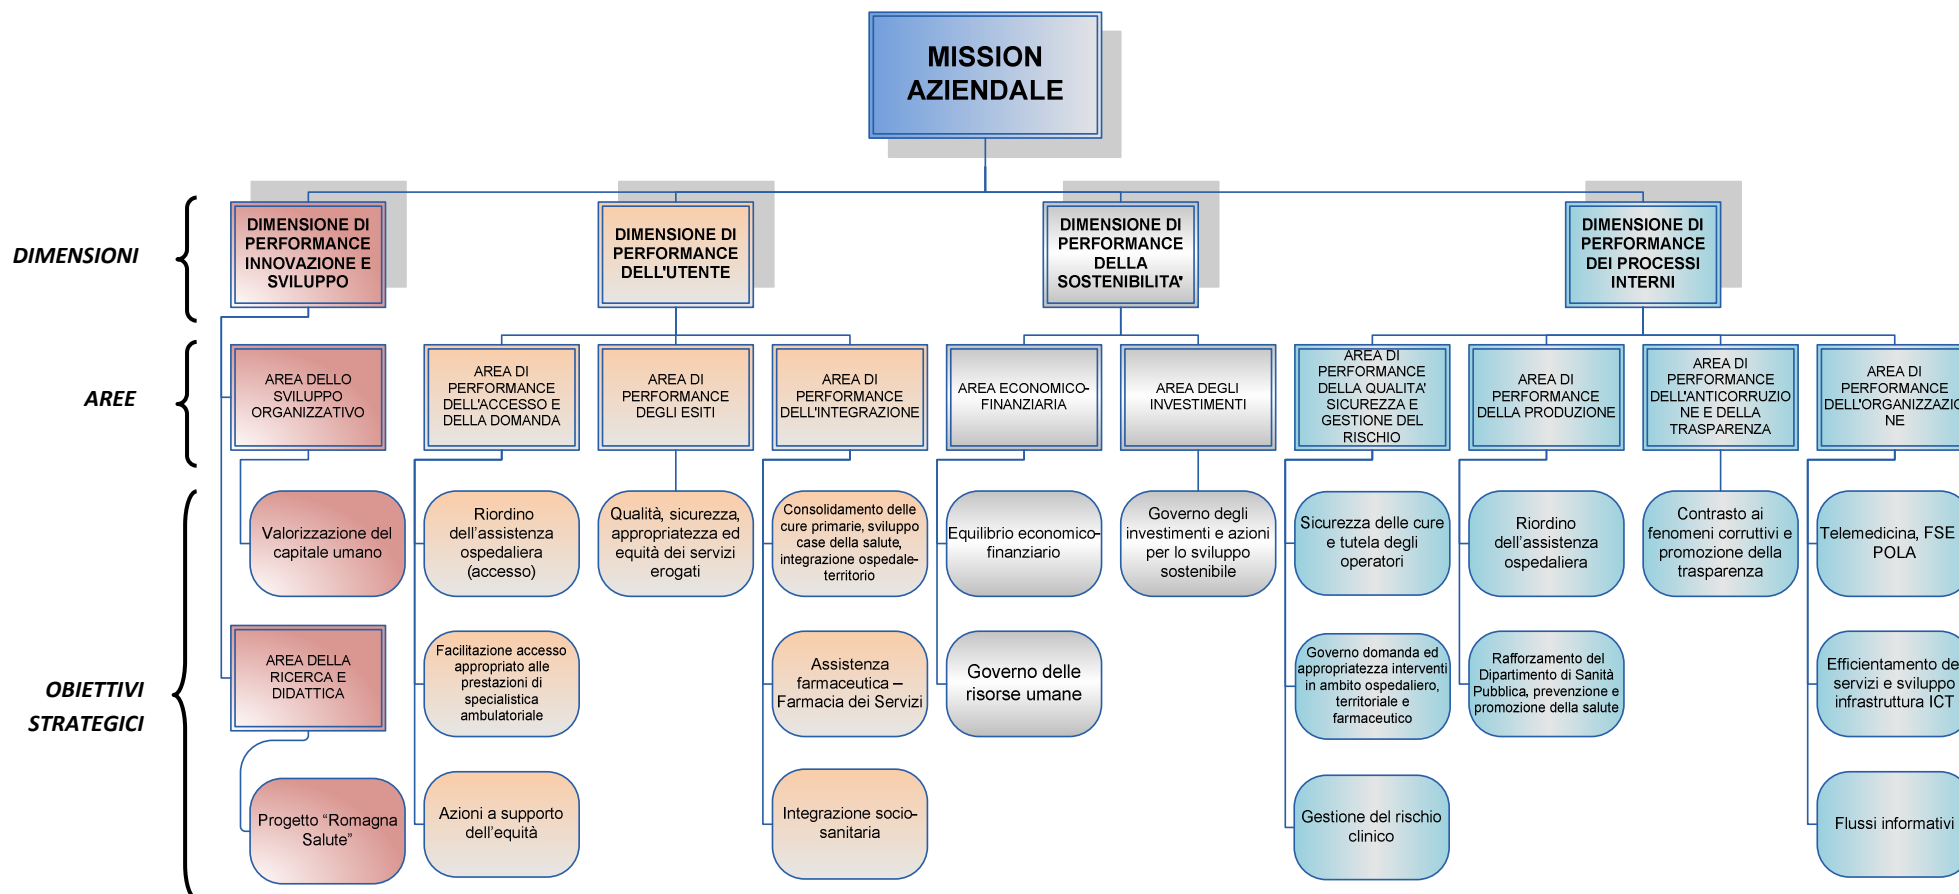 MISSION
AZIENDALE
DIMENSIONI
DIMENSIONE DI
PERFORMANCE
INNOVAZIONE E
SVILUPPO
DIMENSIONE DI
PERFORMANCE
DELL'UTENTE
DIMENSIONE DI
PERFORMANCE
DELLA
SOSTENIBILITA'
DIMENSIONE DI
PERFORMANCE
DEI PROCESSI
INTERNI
AREE
AREA DELLO
SVILUPPO
ORGANIZZATIVO
AREA DI
PERFORMANCE
DELL'ACCESSO E
DELLA DOMANDA
AREA DI
PERFORMANCE
DEGLI ESITI
AREA DI
PERFORMANCE
DELL'INTEGRAZIONE
AREA ECONOMICO-
FINANZIARIA
AREA DEGLI
INVESTIMENTI
AREA DI
PERFORMANCE
DELLA QUALITA'
SICUREZZA E
GESTIONE DEL
RISCHIO
AREA DI
PERFORMANCE
DELLA PRODUZIONE
AREA DI
PERFORMANCE
DELL'ANTICORRUZIO
NE E DELLA
TRASPARENZA
AREA DI
PERFORMANCE
DELL'ORGANIZZAZIO
NE
OBIETTIVI
STRATEGICI
Valorizzazione del
capitale umano
Riordino
dell'assistenza
ospedaliera
(accesso)
Qualità, sicurezza,
appropriatezza ed
equità dei servizi
erogati
Consolidamento delle
cure primarie, sviluppo
case della salute,
integrazione ospedale-
territorio
Equilibrio economico-
finanziario
Governo degli
investimenti e azioni
per lo sviluppo
sostenibile
Sicurezza delle cure
e tutela degli
operatori
Riordino
dell'assistenza
ospedaliera
Contrasto ai
fenomeni corruttivi e
promozione della
trasparenza
Telemedicina, FSE
POLA
AREA DELLA
RICERCA E
DIDATTICA
Facilitazione accesso
appropriato alle
prestazioni di
specialistica
ambulatoriale
Assistenza
farmaceutica –
Farmacia dei Servizi
Governo delle
risorse umane
Governo domanda ed
appropriatezza interventi
in ambito ospedaliero,
territoriale e
farmaceutico
Rafforzamento del
Dipartimento di Sanità
Pubblica, prevenzione e
promozione della salute
Efficientamento de
servizi e sviluppo
infrastruttura ICT
Progetto "Romagna
Salute"
Azioni a supporto
dell'equità
Integrazione socio-
sanitaria
Gestione del rischio
clinico
Flussi informativi